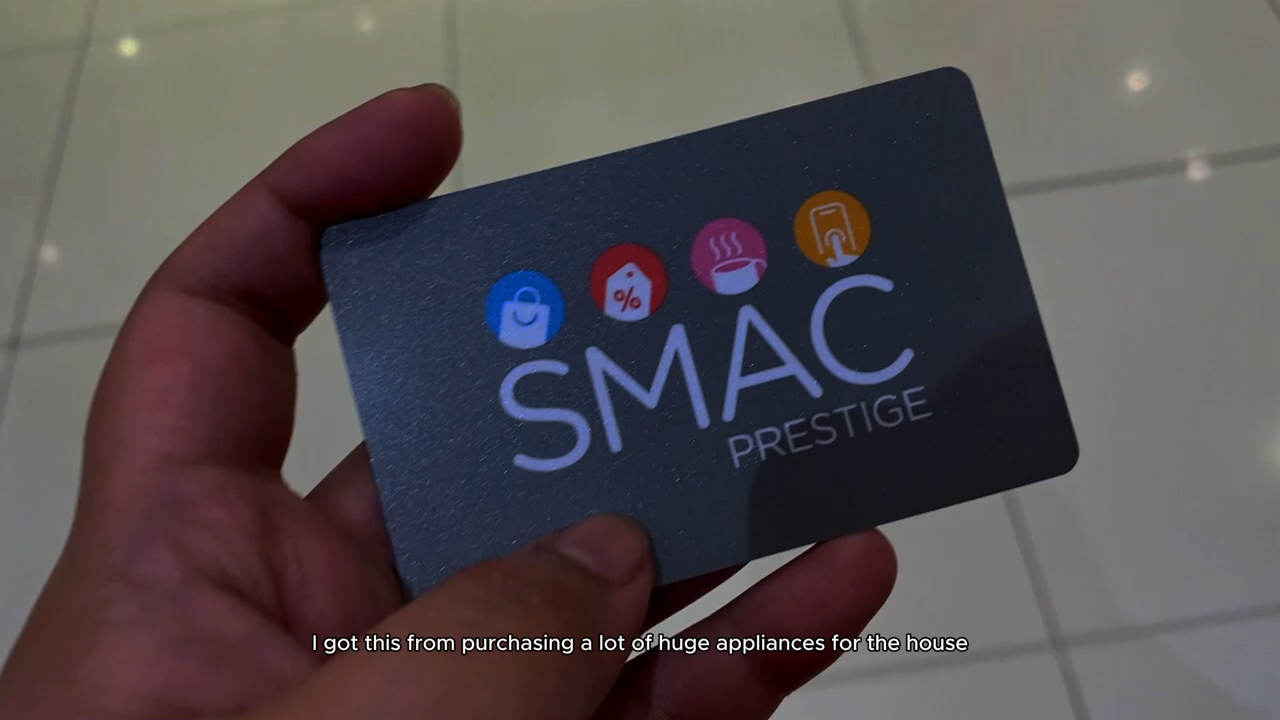 %
SMAC
PRESTIGE
I got this from purchasing a lot of huge appliances for the house